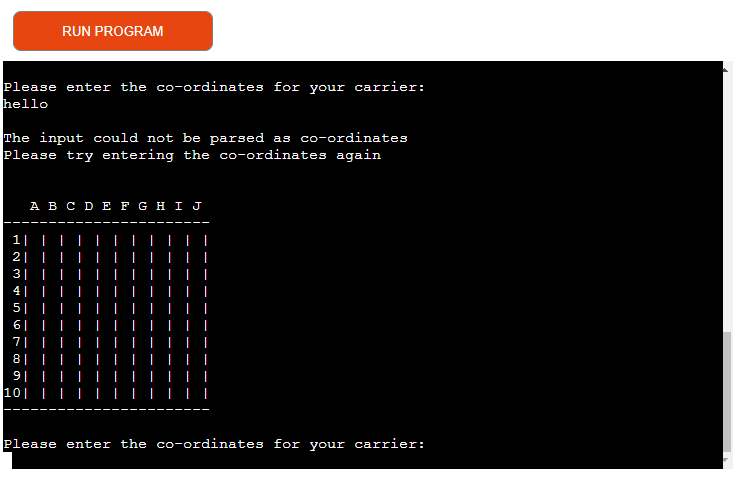 RUN PROGRAM
Please enter the co-ordinates for your carrier:
hello
The input could not be parsed as co-ordinates
Please try entering the co-ordinates again
   A B C D E F G H I J
-----------------------
 1| | | | | | | | | | |
 2| | | | | | | | | | |
 3| | | | | | | | | | |
 4| | | | | | | | | | |
 5| | | | | | | | | | |
 6| | | | | | | | | | |
 7| | | | | | | | | | |
 8| | | | | | | | | | |
 9| | | | | | | | | | |
10| | | | | | | | | | |
-----------------------
Please enter the co-ordinates for your carrier: